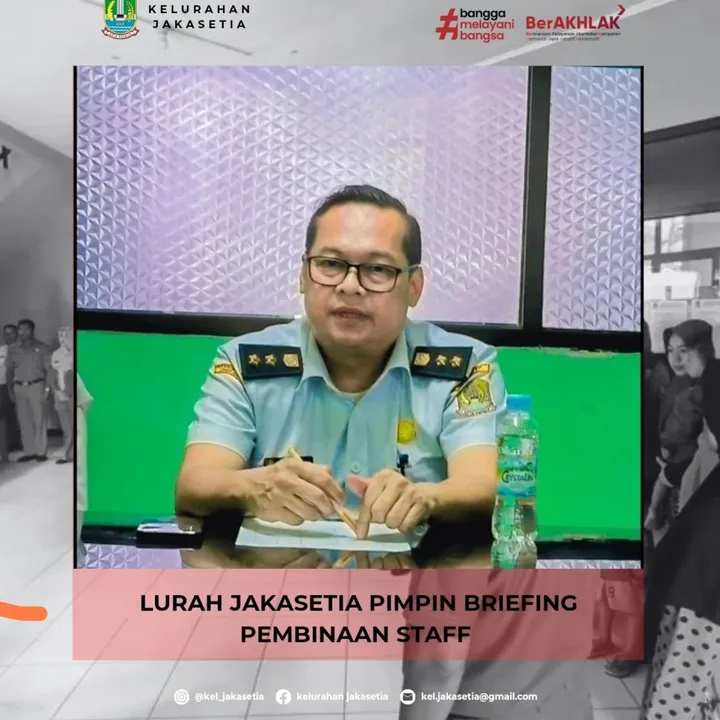 KELURAHAN
JAKASETIA
#bangga
melayani
bangsa
BerAKHLAK
CRYSTALIN
LURAH JAKASETIA PIMPIN BRIEFING
PEMBINAAN STAFF
@kel_jakasetia
kelurahan jakasetia
kel.jakasetia@gmail.com